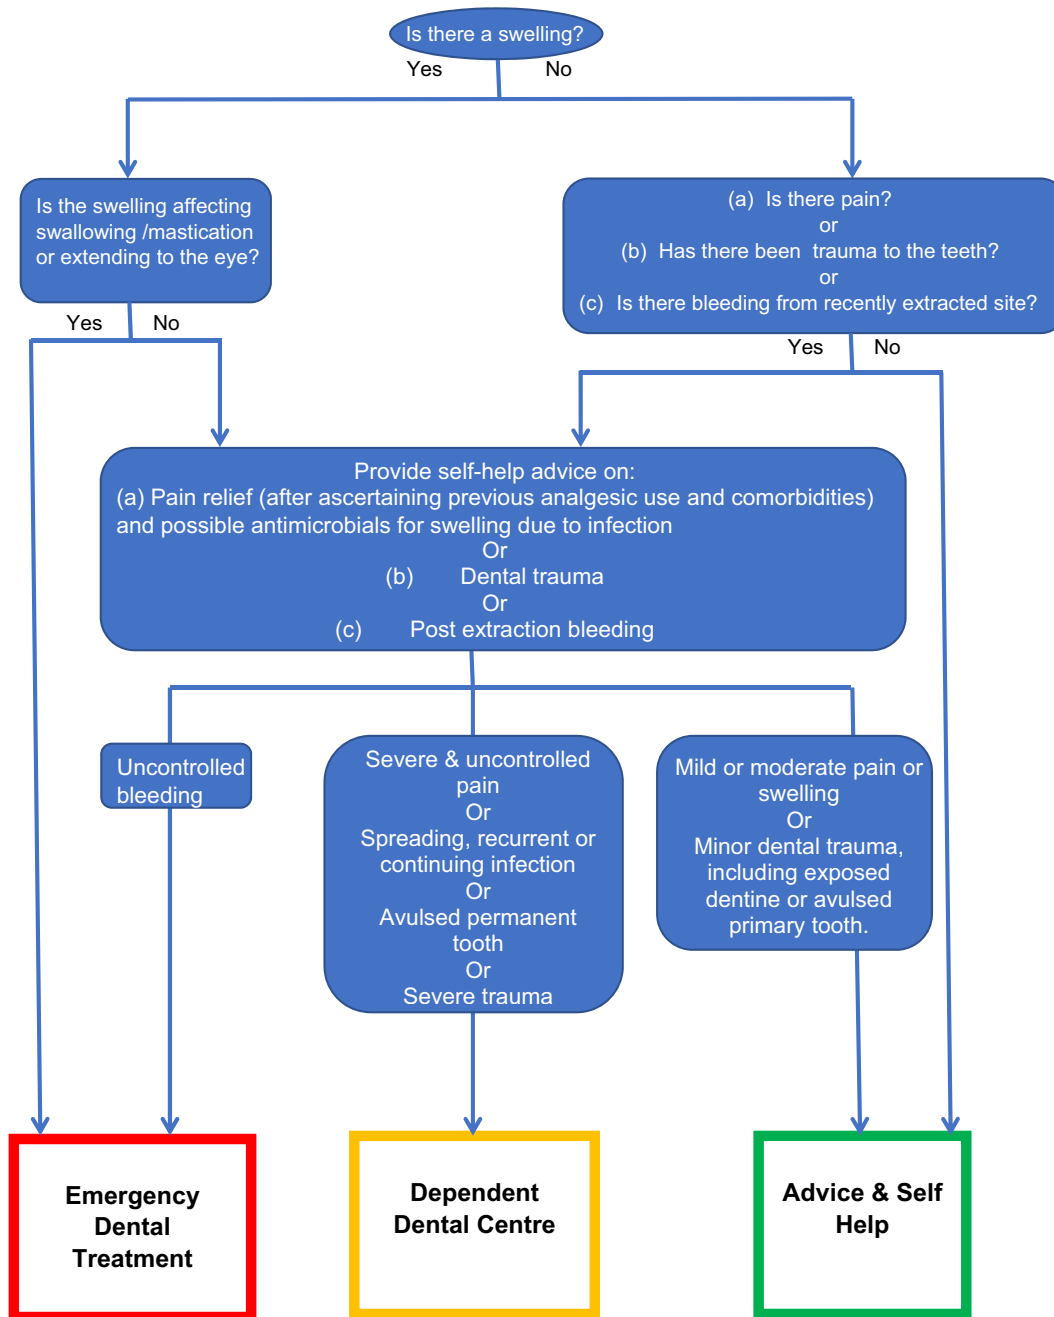 Is there a swelling?
Yes No
Is the swelling affecting
swallowing /mastication
or extending to the eye?
(a) Is there pain?
or
(b) Has there been trauma to the teeth?
or
(c) Is there bleeding from recently extracted site?
Yes No
Yes No
Provide self-help advice on:
(a) Pain relief (after ascertaining previous analgesic use and comorbidities)
and possible antimicrobials for swelling due to infection
Or
(b) Dental trauma
Or
(c) Post extraction bleeding
Uncontrolled
bleeding
Severe & uncontrolled
pain
Or
Spreading, recurrent or
continuing infection
Or
Avulsed permanent
tooth
Or
Severe trauma
Mild or moderate pain or
swelling
Or
Minor dental trauma,
including exposed
dentine or avulsed
primary tooth.
Emergency
Dental
Treatment
Dependent
Dental Centre
Advice & Self
Help